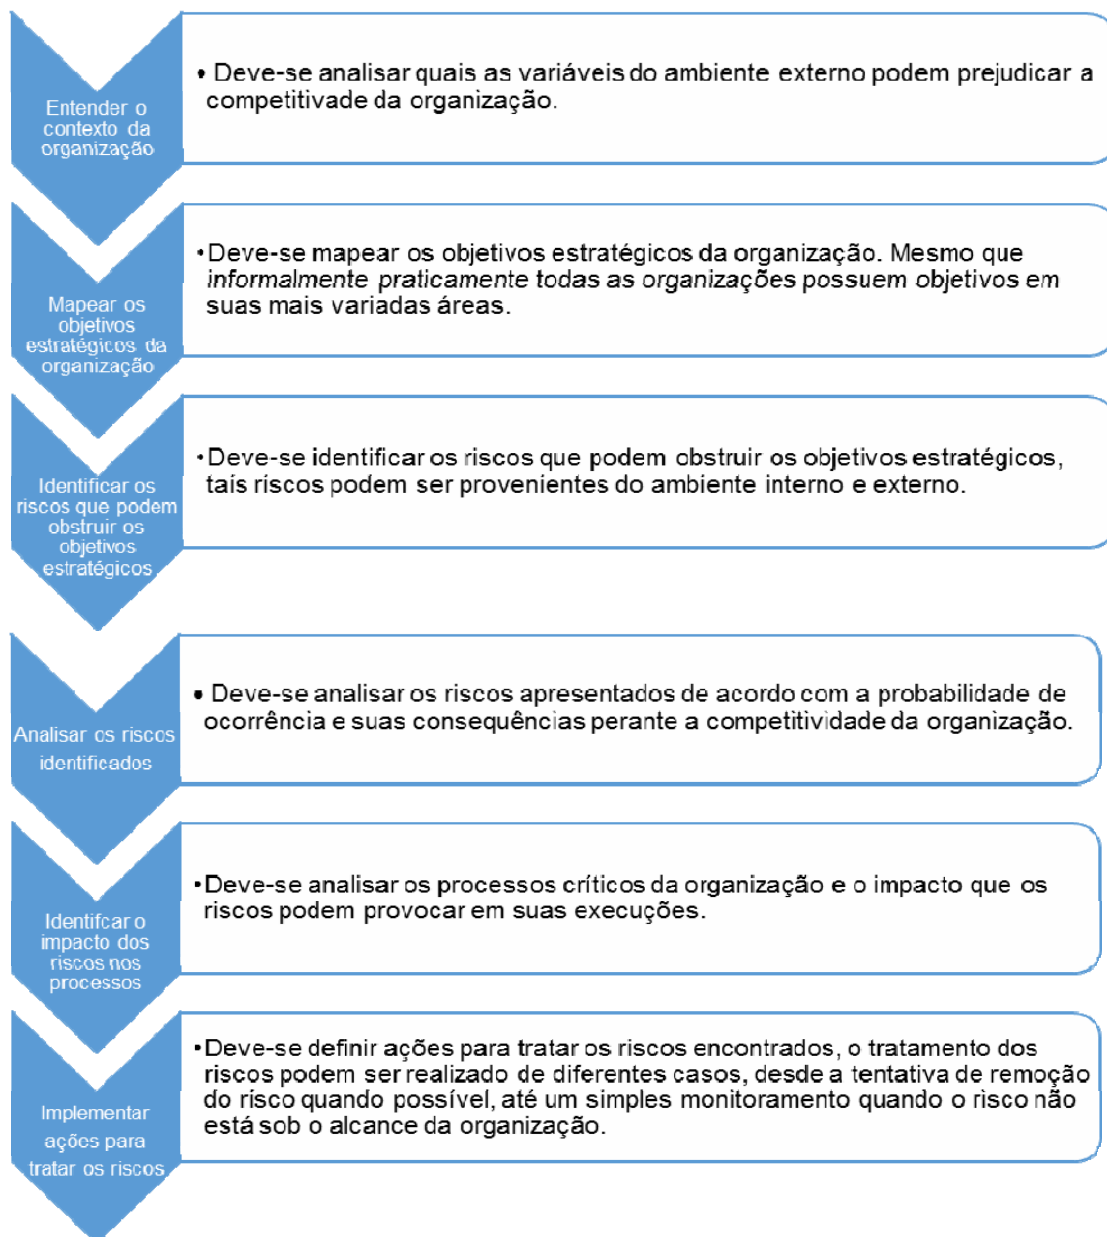 Entender o
contexto da
organização
• Deve-se analisar quais as variáveis do ambiente externo podem prejudicar a
competitivade da organização.
Mapear os
objetivos
estratégicos da
organização
•Deve-se mapear os objetivos estratégicos da organização. Mesmo que
informalmente praticamente todas as organizações possuem objetivos em
suas mais variadas áreas.
Identificar os
riscos que podem
obstruir os
objetivos
estratégicos
•Deve-se identificar os riscos que podem obstruir os objetivos estratégicos,
tais riscos podem ser provenientes do ambiente interno e externo.
Analisar os riscos
identificados
• Deve-se analisar os riscos apresentados de acordo com a probabilidade de
ocorrência e suas consequências perante a competitividade da organização.
Identifcar o
impacto dos
riscos nos
processos
•Deve-se analisar os processos críticos da organização e o impacto que os
riscos podem provocar em suas execuções.
Implementar
ações para
tratar os riscos
•Deve-se definir ações para tratar os riscos encontrados, o tratamento dos
riscos podem ser realizado de diferentes casos, desde a tentativa de remoção
do risco quando possível, até um simples monitoramento quando o risco não
está sob o alcance da organização.